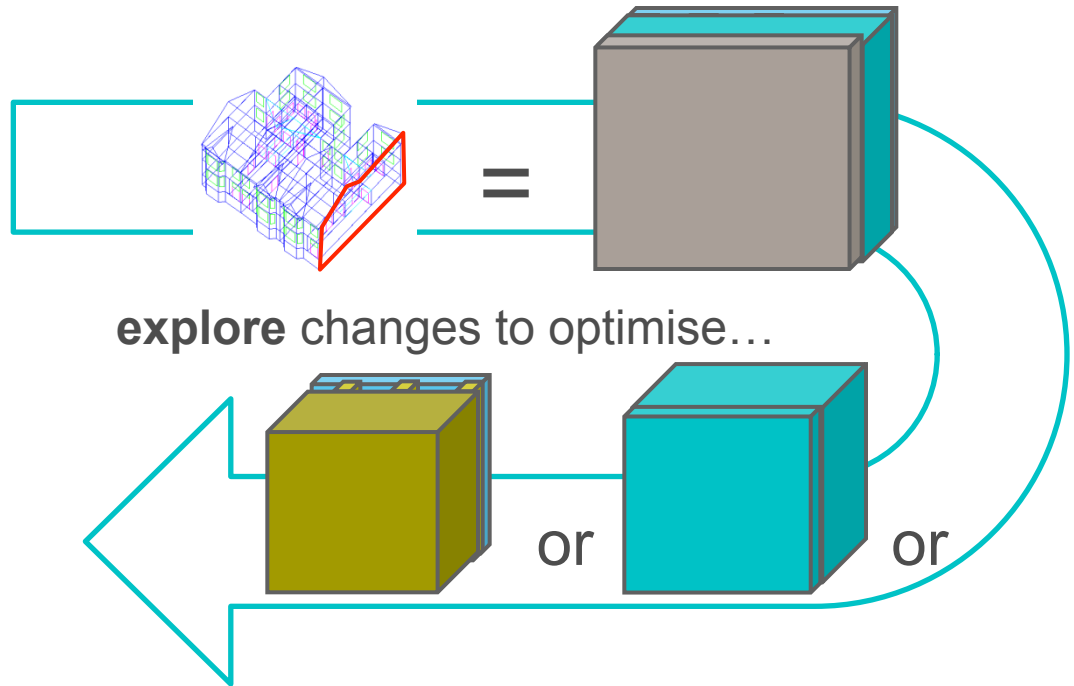 =
explore changes to optimise…
or or